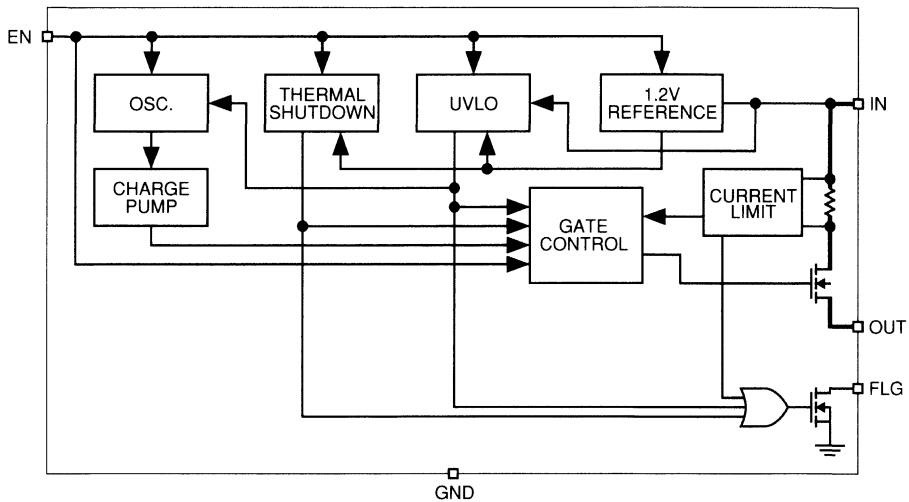 EN
OSC.
THERMAL
SHUTDOWN
UVLO
1.2V
REFERENCE
IN
CHARGE
PUMP
GATE
CONTROL
CURRENT
LIMIT
OUT
FLG
GND